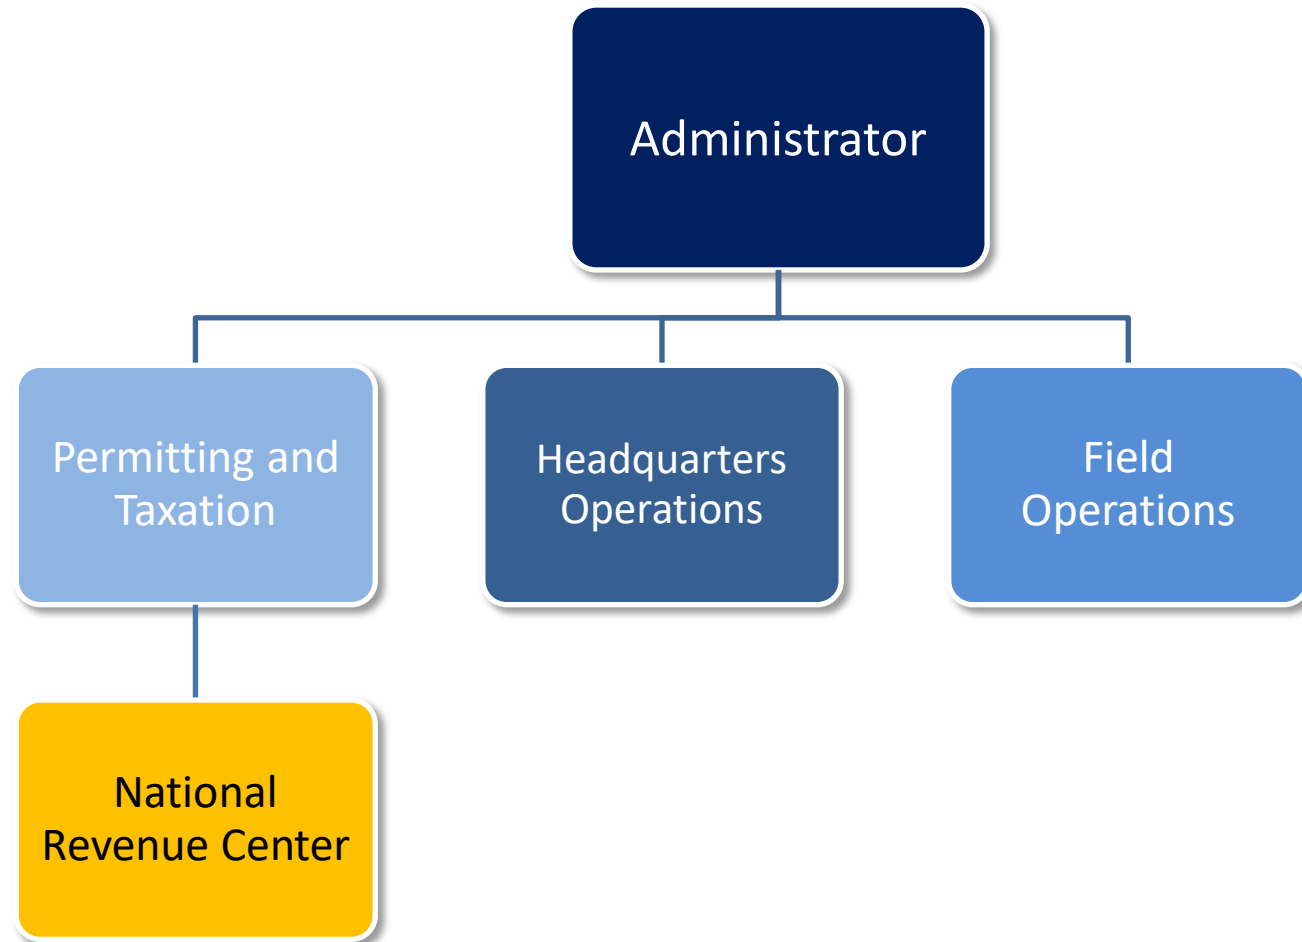 Administrator
Permitting and
Taxation
Headquarters
Operations
Field
Operations
National
Revenue Center